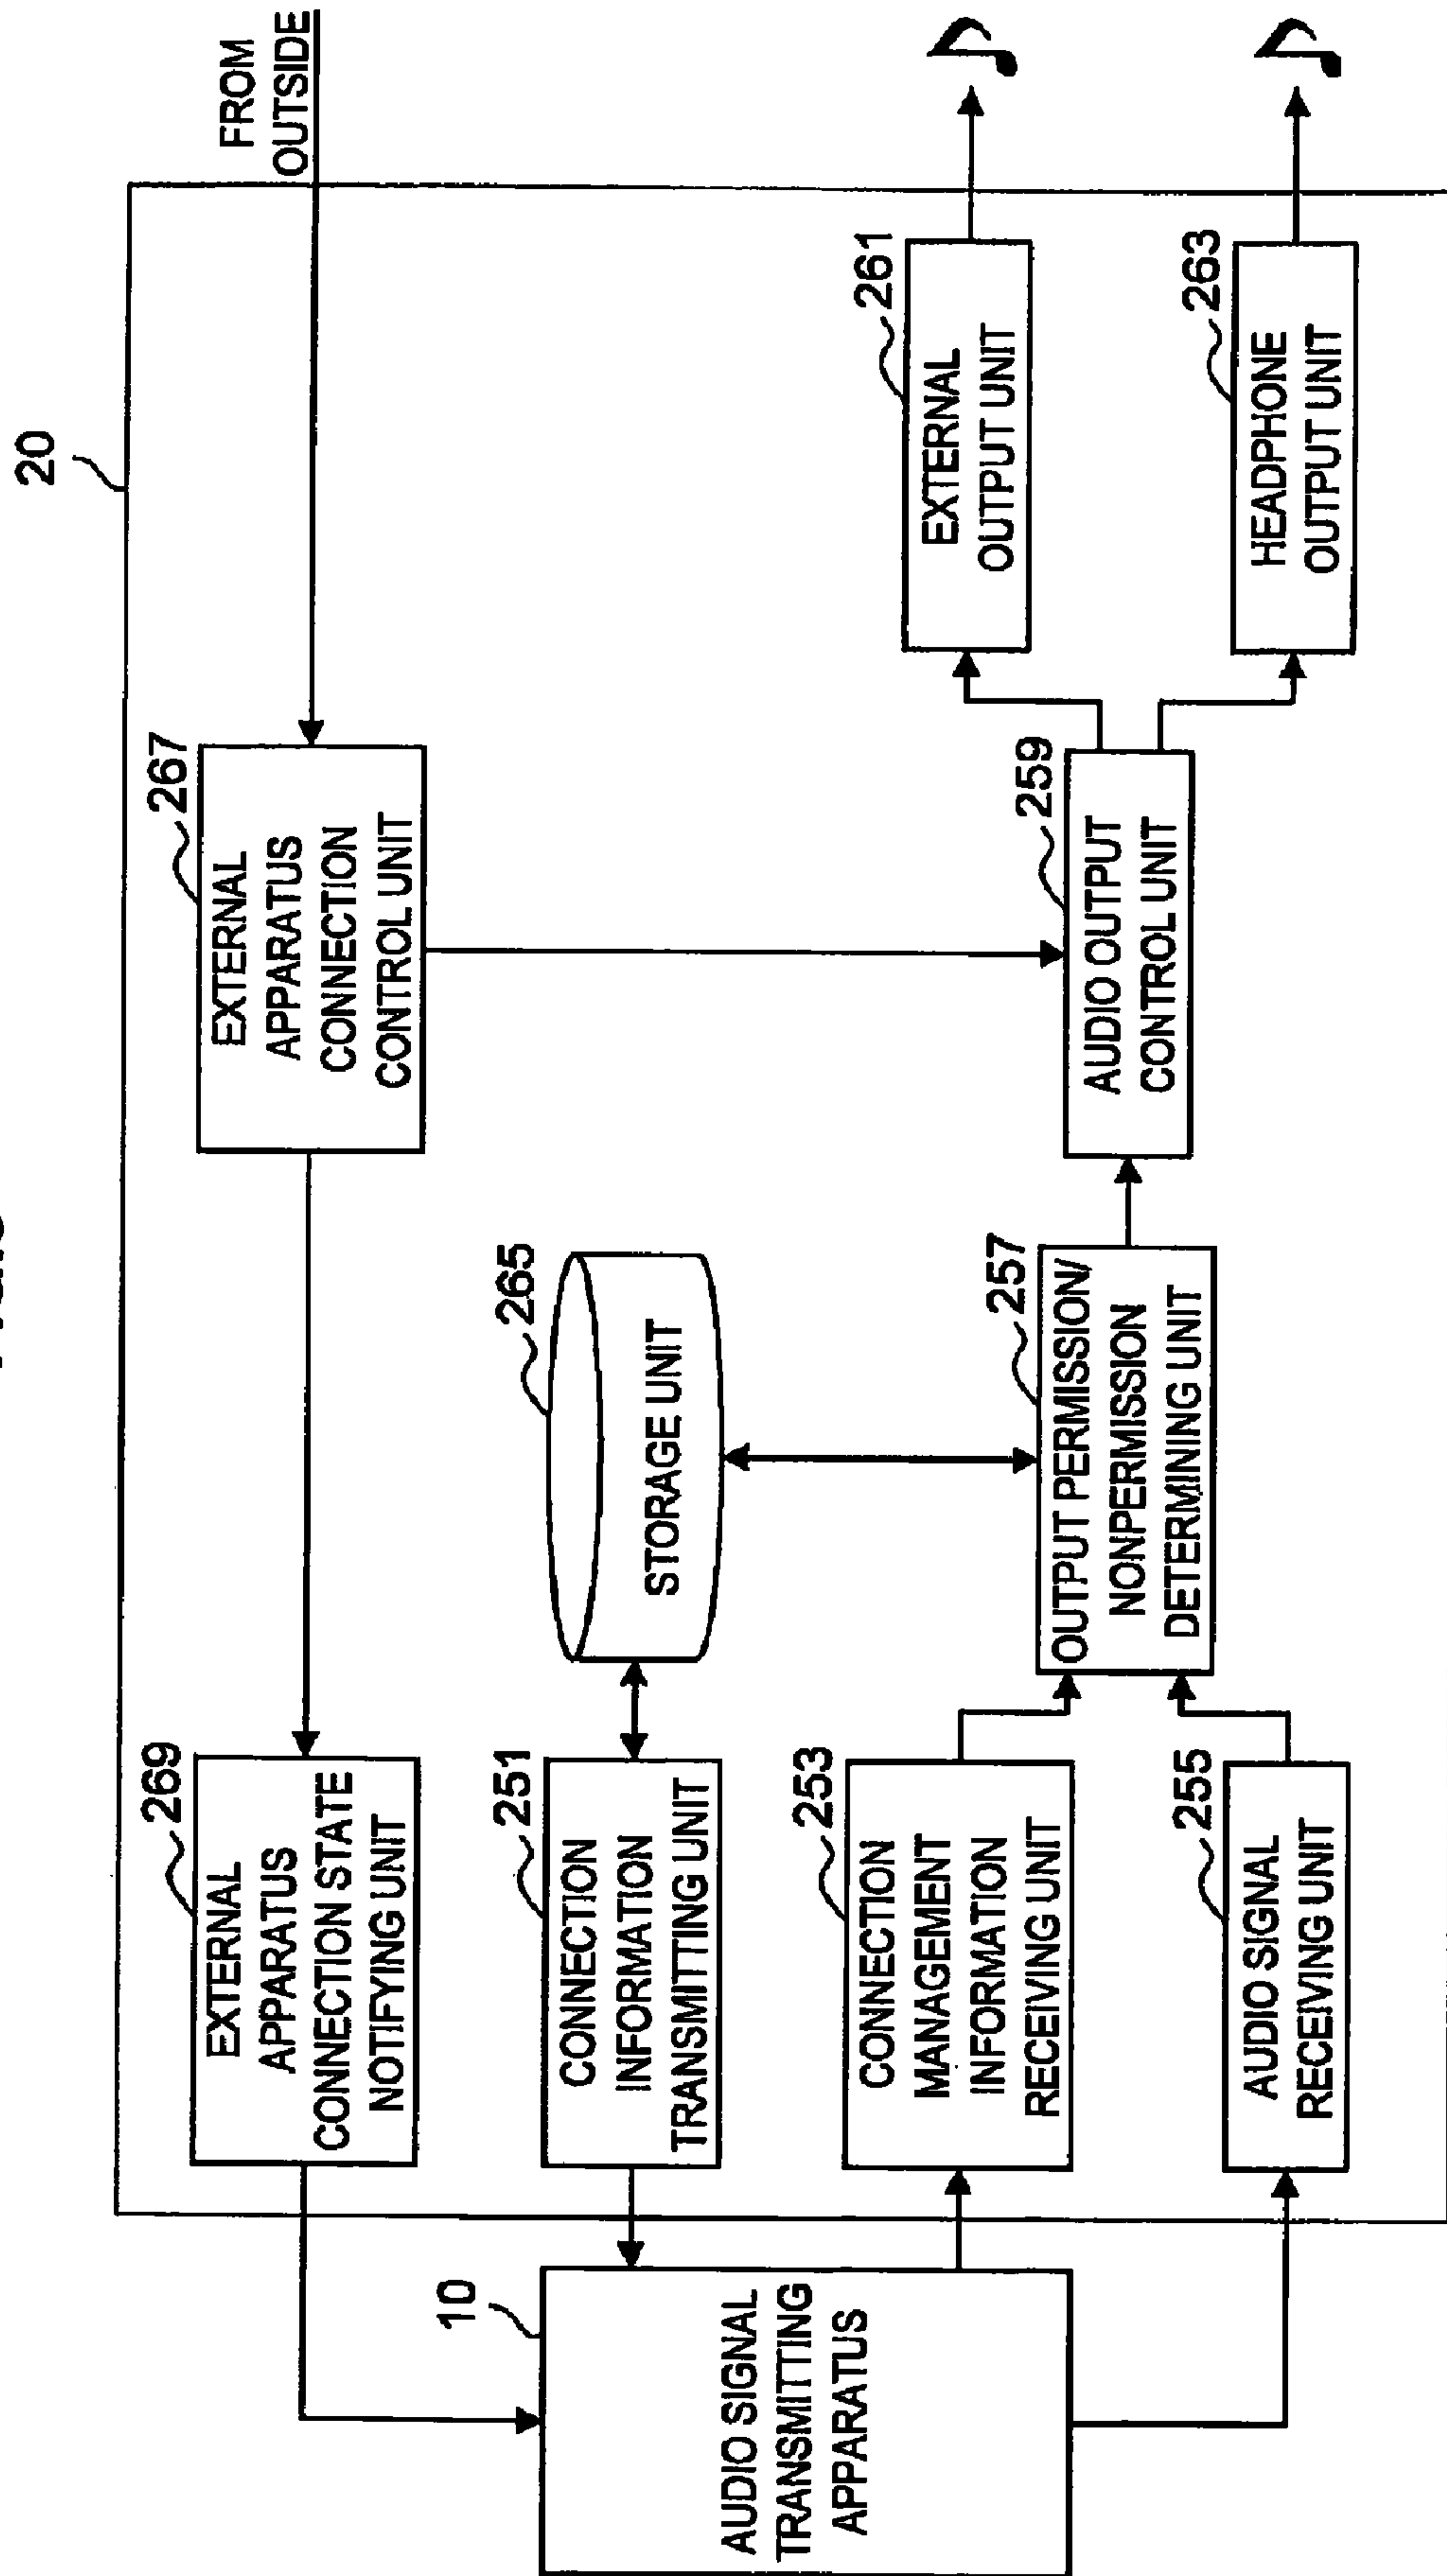 20
FROM
OUTSIDE
269
EXTERNAL
APPARATUS
CONNECTION STATE
NOTIFYING UNIT
267
EXTERNAL
APPARATUS
CONNECTION
CONTROL UNIT
10
AUDIO SIGNAL
TRANSMITTING
APPARATUS
251
CONNECTION
INFORMATION
TRANSMITTING UNIT
265
STORAGE UNIT
253
CONNECTION
MANAGEMENT
INFORMATION
RECEIVING UNIT
255
AUDIO SIGNAL
RECEIVING UNIT
257
OUTPUT PERMISSION/
NONPERMISSION
DETERMINING UNIT
259
AUDIO OUTPUT
CONTROL UNIT
261
EXTERNAL
OUTPUT UNIT
263
HEADPHONE
OUTPUT UNIT